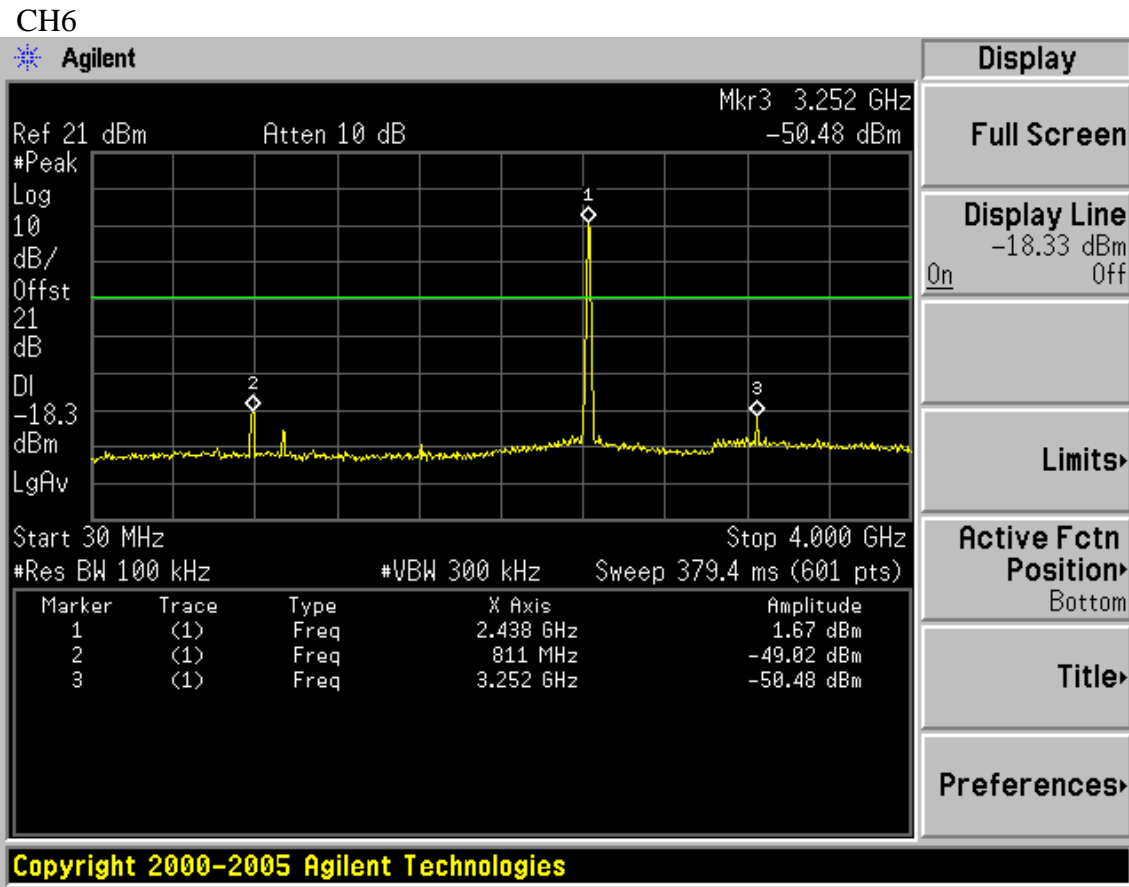 CH6
Agilent
Display
Mkr3 3.252 GHz
Ref 21 dBm Atten 10 dB -50.48 dBm
#Peak
Log
10
dB/
Offst
21
dB
DI
-18.3
dBm
LgAv
1
2
3
Start 30 MHz Stop 4.000 GHz
#Res BW 100 kHz #VBW 300 kHz Sweep 379.4 ms (601 pts)
Marker Trace Type X Axis Amplitude
1 (1) Freq 2.438 GHz 1.67 dBm
2 (1) Freq 811 MHz -49.02 dBm
3 (1) Freq 3.252 GHz -50.48 dBm
Full Screen
Display Line
-18.33 dBm
On Off
Limits
Active Fctn
Position
Bottom
Title
Preferences
Copyright 2000-2005 Agilent Technologies